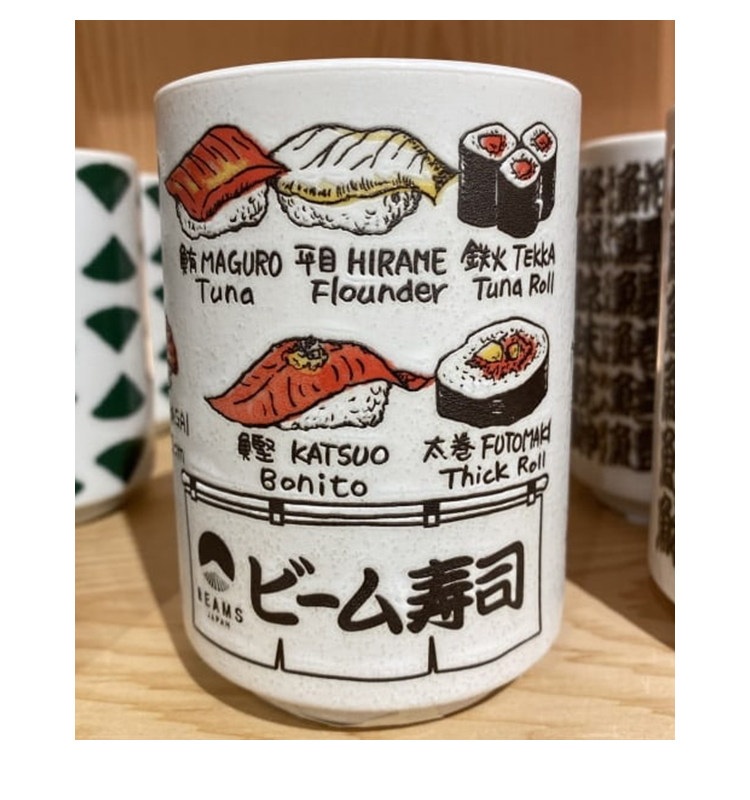 鮪 MAGURO
Tuna
平目 HIRAME
Flounder
鉄火 TEKKA
Tuna Roll
鰹 KATSUO
Bonito
太巻 FUTOMAKI
Thick Roll
BEAMS
JAPAN
ビーム寿司